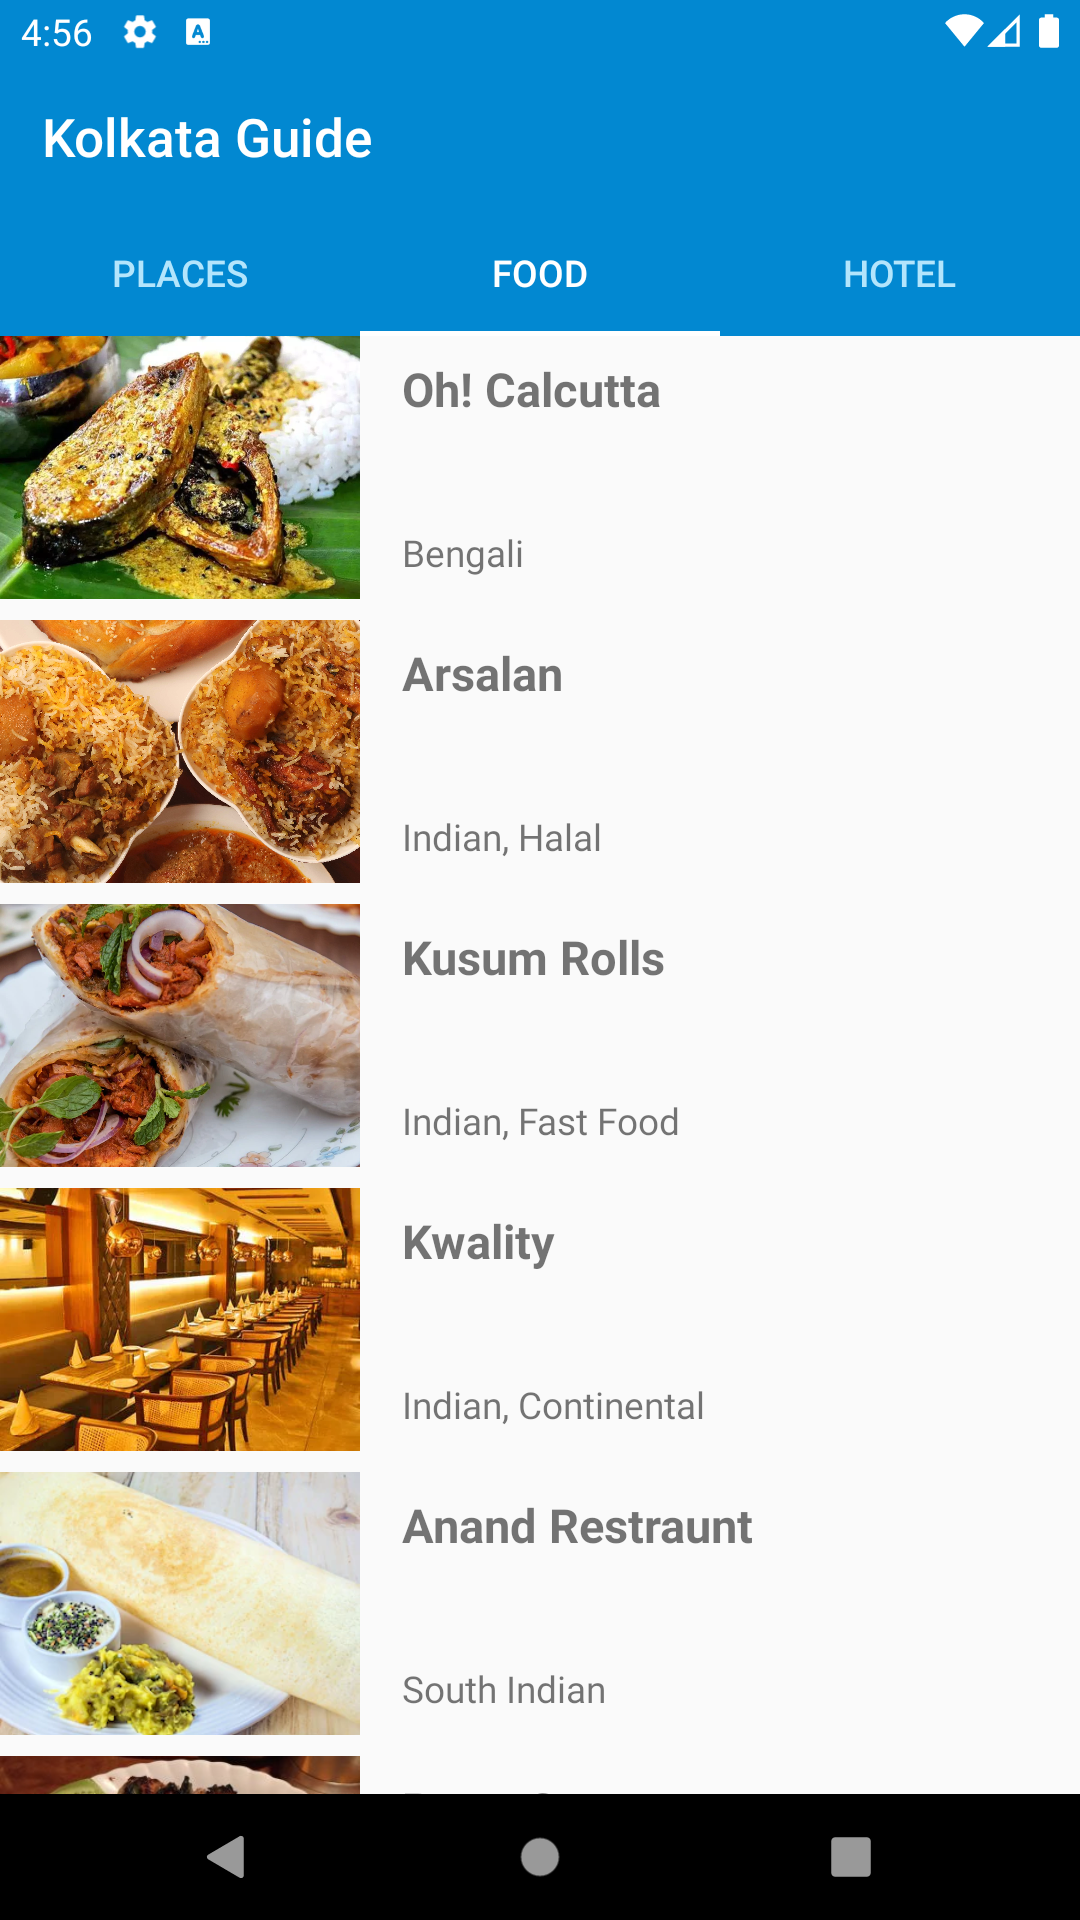 4:56
Kolkata Guide
PLACES FOOD HOTEL
Oh! Calcutta
Bengali
Arsalan
Indian, Halal
Kusum Rolls
Indian, Fast Food
Kwality
Indian, Continental
Anand Restraunt
South Indian